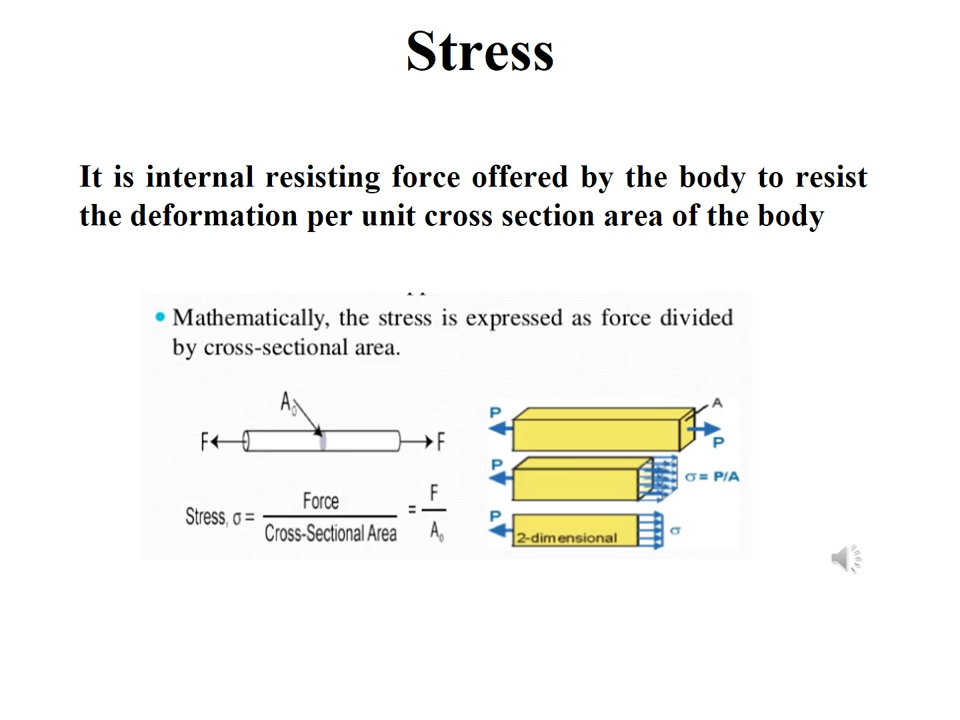 Stress
It is internal resisting force offered by the body to resist
the deformation per unit cross section area of the body
• Mathematically, the stress is expressed as force divided
by cross-sectional area.
A₀
F F
Stress, σ = Force / Cross-Sectional Area = F / A₀
P A
P
P σ = P/A
P σ
2-dimensional